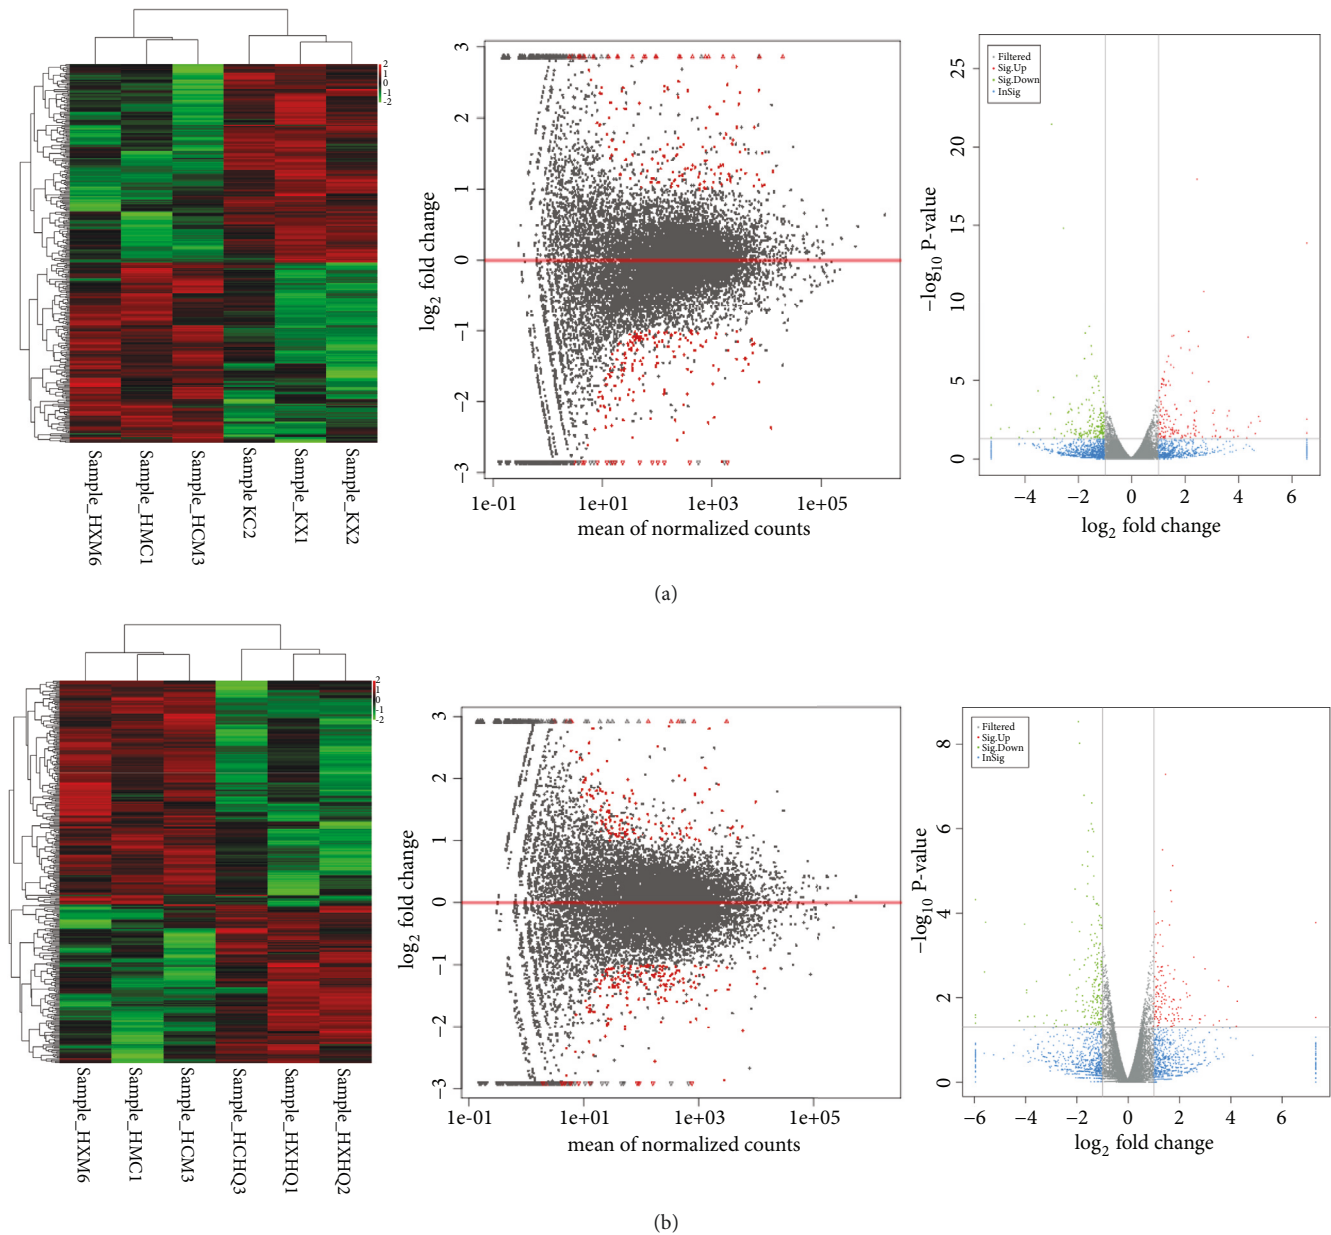 2
1
0
-1
-2
Sample_HXM6
Sample_HMC1
Sample_HCM3
Sample KC2
Sample_KX1
Sample_KX2
log2 fold change
3
2
1
0
−1
−2
−3
1e-01
1e+01
1e+03
1e+05
mean of normalized counts
−log10 P-value
25
20
15
10
5
0
Filtered
Sig.Up
Sig.Down
InSig
−4
−2
0
2
4
6
log2 fold change
(a)
2
1
0
-1
-2
Sample_HXM6
Sample_HMC1
Sample_HCM3
Sample_HCHQ3
Sample_HXHQ1
Sample_HXHQ2
log2 fold change
3
2
1
0
−1
−2
−3
1e-01
1e+01
1e+03
1e+05
mean of normalized counts
−log10 P-value
8
6
4
2
0
Filtered
Sig.Up
Sig.Down
InSig
−6
−4
−2
0
2
4
6
log2 fold change
(b)